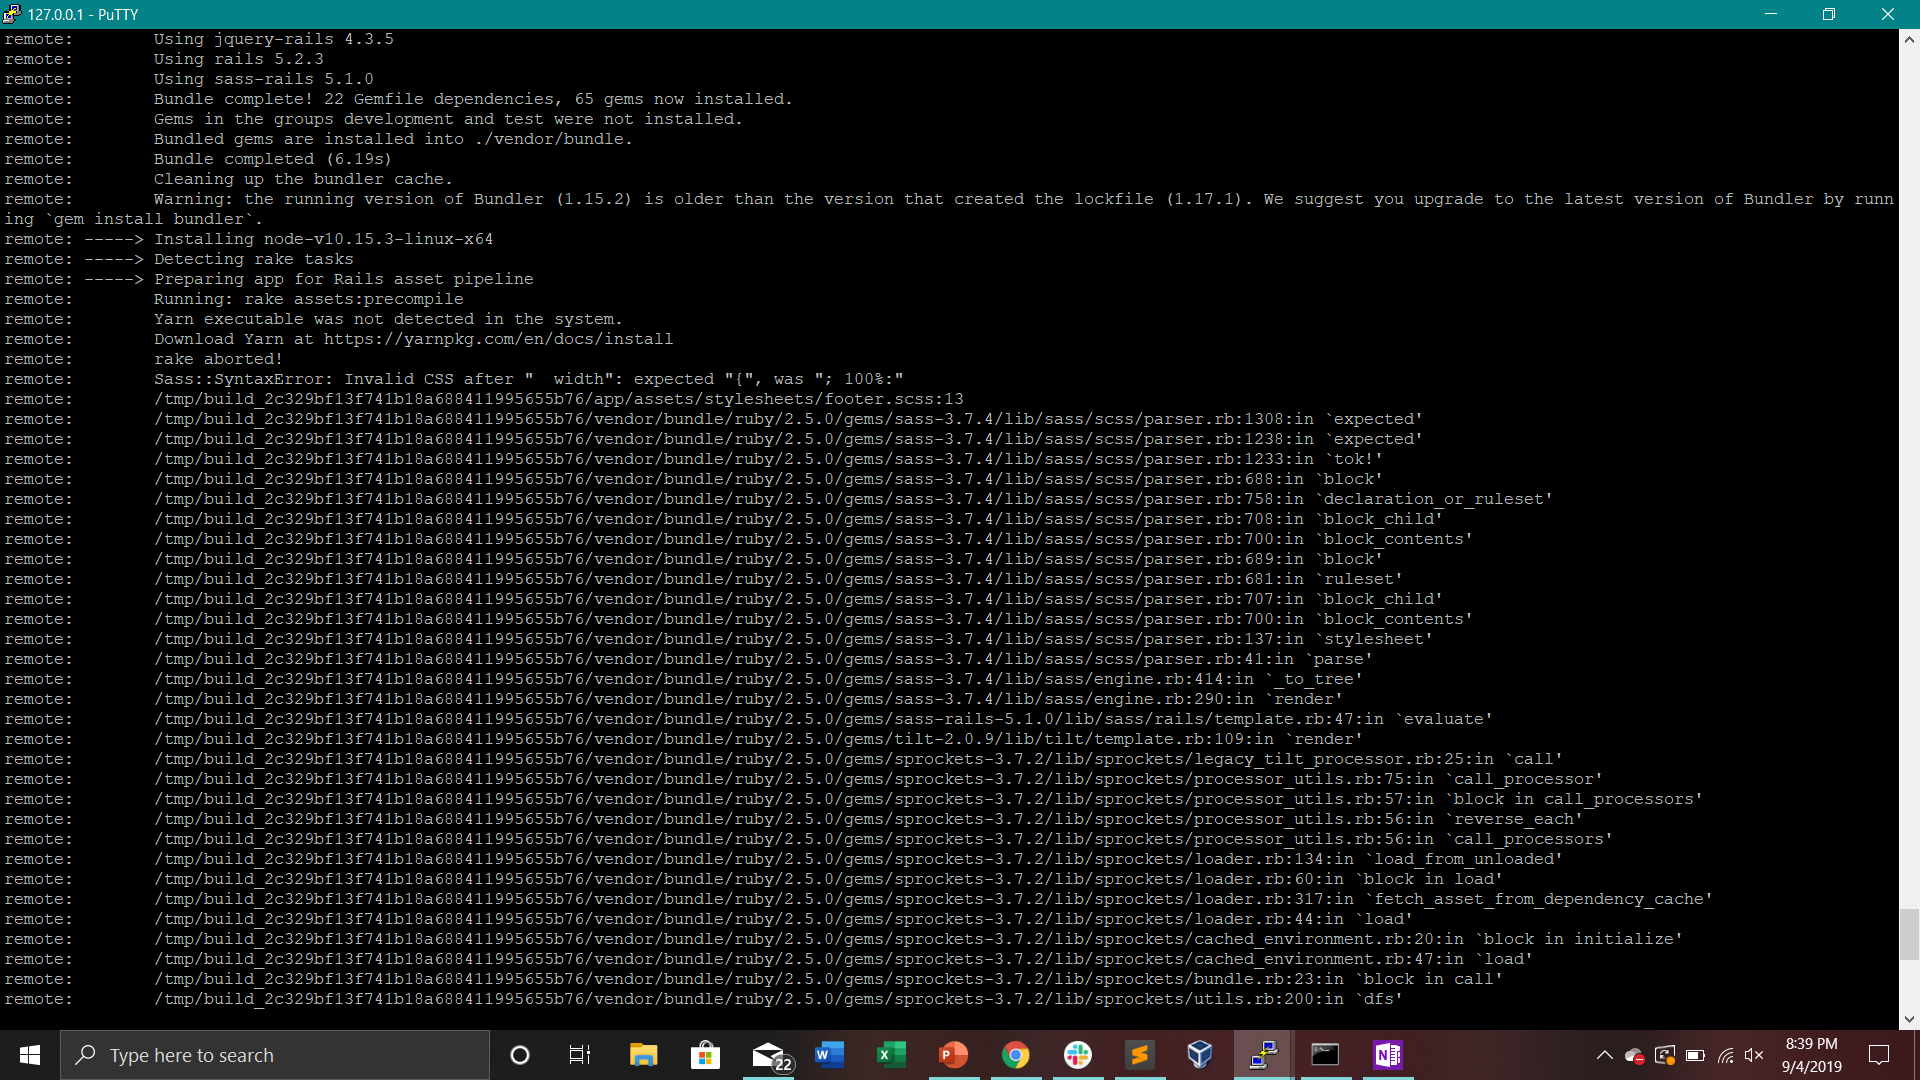 127.0.0.1 - PuTTY
remote:        Using jquery-rails 4.3.5
remote:        Using rails 5.2.3
remote:        Using sass-rails 5.1.0
remote:        Bundle complete! 22 Gemfile dependencies, 65 gems now installed.
remote:        Gems in the groups development and test were not installed.
remote:        Bundled gems are installed into ./vendor/bundle.
remote:        Bundle completed (6.19s)
remote:        Cleaning up the bundler cache.
remote:        Warning: the running version of Bundler (1.15.2) is older than the version that created the lockfile (1.17.1). We suggest you upgrade to the latest version of Bundler by runn
ing `gem install bundler`.
remote: -----> Installing node-v10.15.3-linux-x64
remote: -----> Detecting rake tasks
remote: -----> Preparing app for Rails asset pipeline
remote:        Running: rake assets:precompile
remote:        Yarn executable was not detected in the system.
remote:        Download Yarn at https://yarnpkg.com/en/docs/install
remote:        rake aborted!
remote:        Sass::SyntaxError: Invalid CSS after "  width": expected "{", was "; 100%:"
remote:        /tmp/build_2c329bf13f741b18a688411995655b76/app/assets/stylesheets/footer.scss:13
remote:        /tmp/build_2c329bf13f741b18a688411995655b76/vendor/bundle/ruby/2.5.0/gems/sass-3.7.4/lib/sass/scss/parser.rb:1308:in `expected'
remote:        /tmp/build_2c329bf13f741b18a688411995655b76/vendor/bundle/ruby/2.5.0/gems/sass-3.7.4/lib/sass/scss/parser.rb:1238:in `expected'
remote:        /tmp/build_2c329bf13f741b18a688411995655b76/vendor/bundle/ruby/2.5.0/gems/sass-3.7.4/lib/sass/scss/parser.rb:1233:in `tok!'
remote:        /tmp/build_2c329bf13f741b18a688411995655b76/vendor/bundle/ruby/2.5.0/gems/sass-3.7.4/lib/sass/scss/parser.rb:688:in `block'
remote:        /tmp/build_2c329bf13f741b18a688411995655b76/vendor/bundle/ruby/2.5.0/gems/sass-3.7.4/lib/sass/scss/parser.rb:758:in `declaration_or_ruleset'
remote:        /tmp/build_2c329bf13f741b18a688411995655b76/vendor/bundle/ruby/2.5.0/gems/sass-3.7.4/lib/sass/scss/parser.rb:708:in `block_child'
remote:        /tmp/build_2c329bf13f741b18a688411995655b76/vendor/bundle/ruby/2.5.0/gems/sass-3.7.4/lib/sass/scss/parser.rb:700:in `block_contents'
remote:        /tmp/build_2c329bf13f741b18a688411995655b76/vendor/bundle/ruby/2.5.0/gems/sass-3.7.4/lib/sass/scss/parser.rb:689:in `block'
remote:        /tmp/build_2c329bf13f741b18a688411995655b76/vendor/bundle/ruby/2.5.0/gems/sass-3.7.4/lib/sass/scss/parser.rb:681:in `ruleset'
remote:        /tmp/build_2c329bf13f741b18a688411995655b76/vendor/bundle/ruby/2.5.0/gems/sass-3.7.4/lib/sass/scss/parser.rb:707:in `block_child'
remote:        /tmp/build_2c329bf13f741b18a688411995655b76/vendor/bundle/ruby/2.5.0/gems/sass-3.7.4/lib/sass/scss/parser.rb:700:in `block_contents'
remote:        /tmp/build_2c329bf13f741b18a688411995655b76/vendor/bundle/ruby/2.5.0/gems/sass-3.7.4/lib/sass/scss/parser.rb:137:in `stylesheet'
remote:        /tmp/build_2c329bf13f741b18a688411995655b76/vendor/bundle/ruby/2.5.0/gems/sass-3.7.4/lib/sass/scss/parser.rb:41:in `parse'
remote:        /tmp/build_2c329bf13f741b18a688411995655b76/vendor/bundle/ruby/2.5.0/gems/sass-3.7.4/lib/sass/engine.rb:414:in `_to_tree'
remote:        /tmp/build_2c329bf13f741b18a688411995655b76/vendor/bundle/ruby/2.5.0/gems/sass-3.7.4/lib/sass/engine.rb:290:in `render'
remote:        /tmp/build_2c329bf13f741b18a688411995655b76/vendor/bundle/ruby/2.5.0/gems/sass-rails-5.1.0/lib/sass/rails/template.rb:47:in `evaluate'
remote:        /tmp/build_2c329bf13f741b18a688411995655b76/vendor/bundle/ruby/2.5.0/gems/tilt-2.0.9/lib/tilt/template.rb:109:in `render'
remote:        /tmp/build_2c329bf13f741b18a688411995655b76/vendor/bundle/ruby/2.5.0/gems/sprockets-3.7.2/lib/sprockets/legacy_tilt_processor.rb:25:in `call'
remote:        /tmp/build_2c329bf13f741b18a688411995655b76/vendor/bundle/ruby/2.5.0/gems/sprockets-3.7.2/lib/sprockets/processor_utils.rb:75:in `call_processor'
remote:        /tmp/build_2c329bf13f741b18a688411995655b76/vendor/bundle/ruby/2.5.0/gems/sprockets-3.7.2/lib/sprockets/processor_utils.rb:57:in `block in call_processors'
remote:        /tmp/build_2c329bf13f741b18a688411995655b76/vendor/bundle/ruby/2.5.0/gems/sprockets-3.7.2/lib/sprockets/processor_utils.rb:56:in `reverse_each'
remote:        /tmp/build_2c329bf13f741b18a688411995655b76/vendor/bundle/ruby/2.5.0/gems/sprockets-3.7.2/lib/sprockets/processor_utils.rb:56:in `call_processors'
remote:        /tmp/build_2c329bf13f741b18a688411995655b76/vendor/bundle/ruby/2.5.0/gems/sprockets-3.7.2/lib/sprockets/loader.rb:134:in `load_from_unloaded'
remote:        /tmp/build_2c329bf13f741b18a688411995655b76/vendor/bundle/ruby/2.5.0/gems/sprockets-3.7.2/lib/sprockets/loader.rb:60:in `block in load'
remote:        /tmp/build_2c329bf13f741b18a688411995655b76/vendor/bundle/ruby/2.5.0/gems/sprockets-3.7.2/lib/sprockets/loader.rb:317:in `fetch_asset_from_dependency_cache'
remote:        /tmp/build_2c329bf13f741b18a688411995655b76/vendor/bundle/ruby/2.5.0/gems/sprockets-3.7.2/lib/sprockets/loader.rb:44:in `load'
remote:        /tmp/build_2c329bf13f741b18a688411995655b76/vendor/bundle/ruby/2.5.0/gems/sprockets-3.7.2/lib/sprockets/cached_environment.rb:20:in `block in initialize'
remote:        /tmp/build_2c329bf13f741b18a688411995655b76/vendor/bundle/ruby/2.5.0/gems/sprockets-3.7.2/lib/sprockets/cached_environment.rb:47:in `load'
remote:        /tmp/build_2c329bf13f741b18a688411995655b76/vendor/bundle/ruby/2.5.0/gems/sprockets-3.7.2/lib/sprockets/bundle.rb:23:in `block in call'
remote:        /tmp/build_2c329bf13f741b18a688411995655b76/vendor/bundle/ruby/2.5.0/gems/sprockets-3.7.2/lib/sprockets/utils.rb:200:in `dfs'
Type here to search
22
8:39 PM
9/4/2019